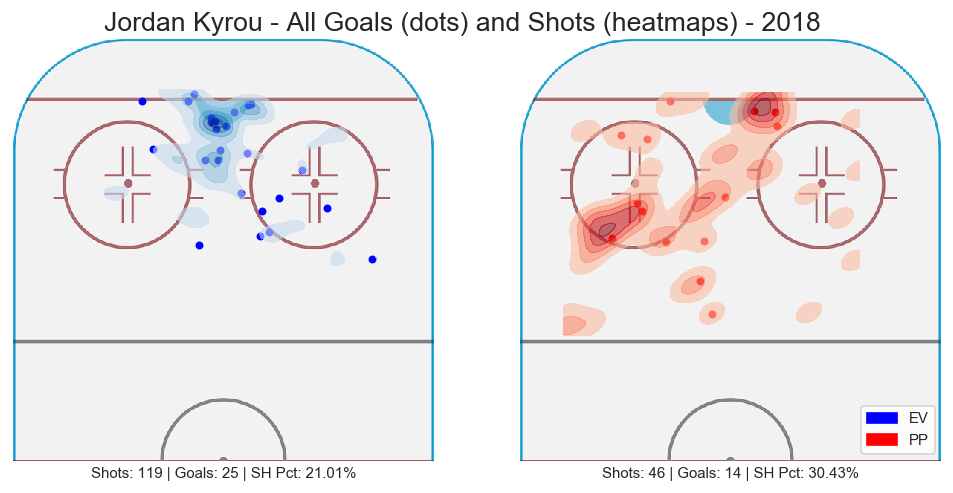 Jordan Kyrou - All Goals (dots) and Shots (heatmaps) - 2018
EV
PP
Shots: 119 | Goals: 25 | SH Pct: 21.01%
Shots: 46 | Goals: 14 | SH Pct: 30.43%